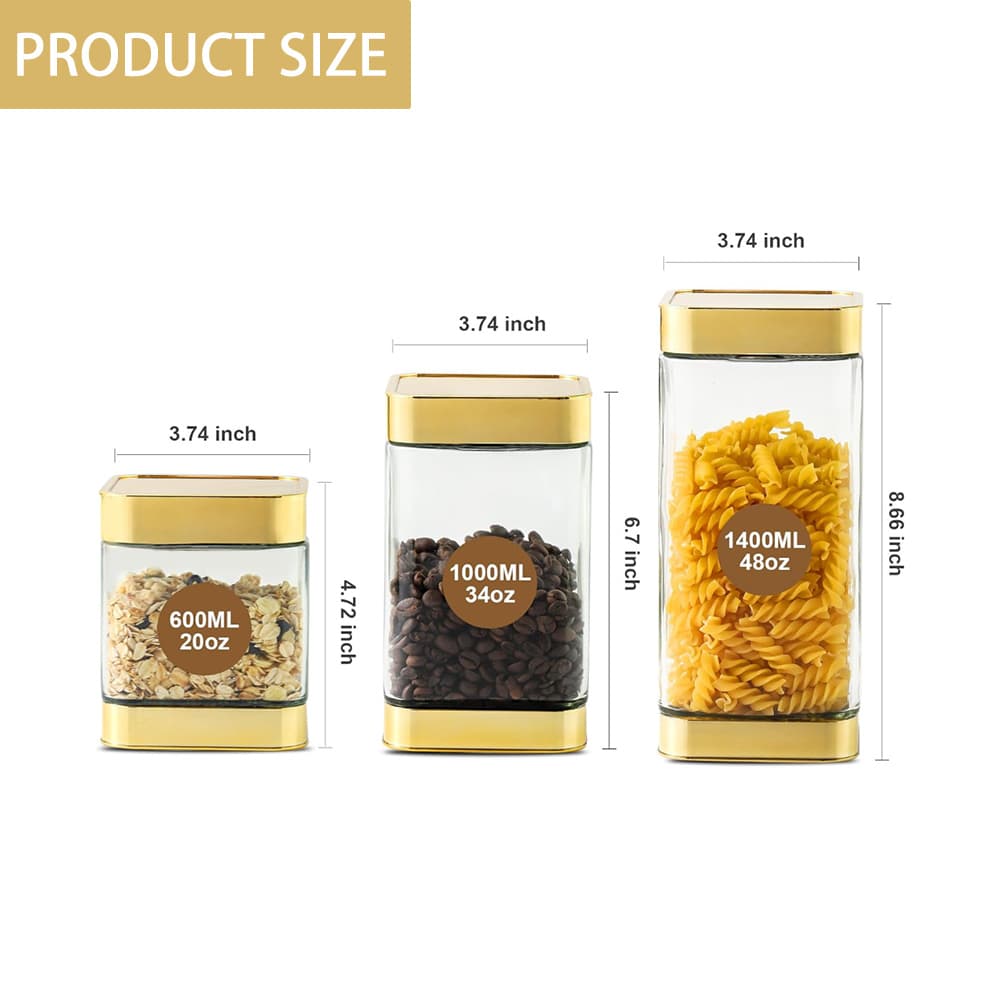 PRODUCT SIZE
3.74 inch
4.72 inch
600ML
20oz
3.74 inch
6.7 inch
1000ML
34oz
3.74 inch
8.66 inch
1400ML
48oz